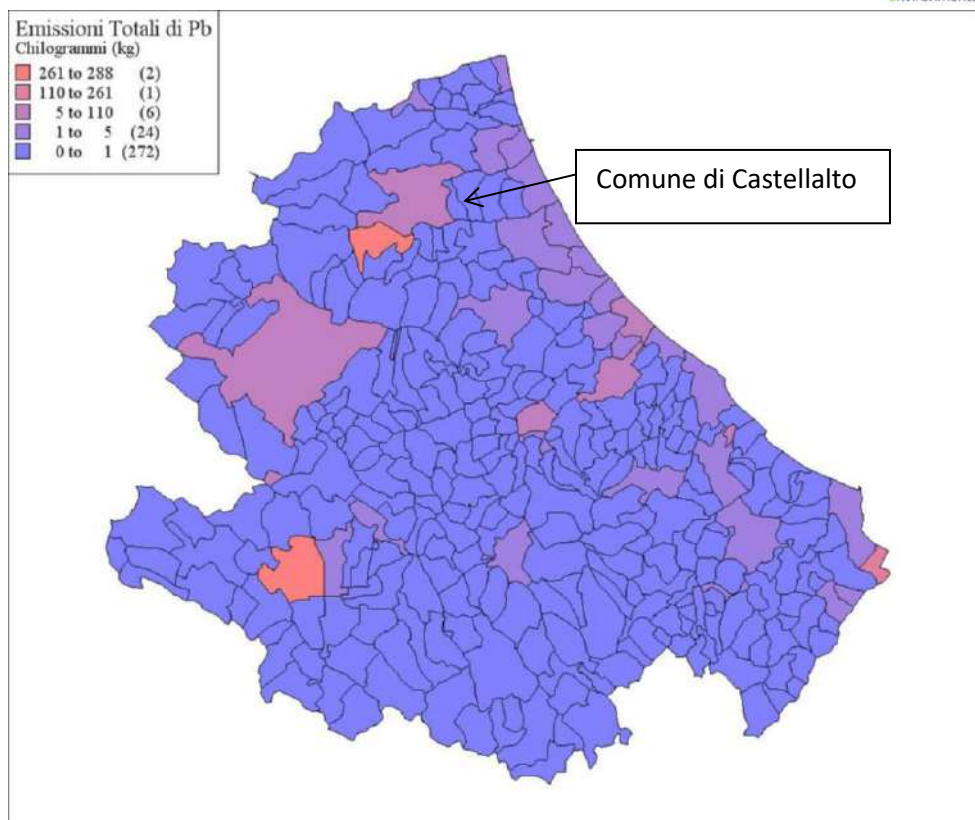 Emissioni Totali di Pb
Chilogrammi (kg)
261 to 288 (2)
110 to 261 (1)
5 to 110 (6)
1 to 5 (24)
0 to 1 (272)
Comune di Castellalto